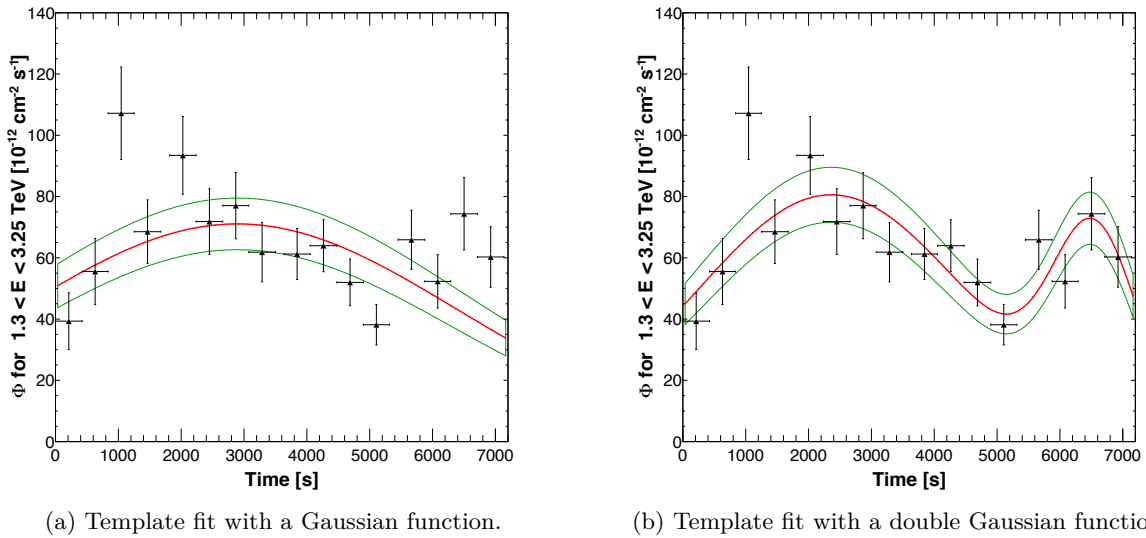 140
120
100
80
60
40
20
0
Φ for 1.3 < E < 3.25 TeV [10⁻¹² cm⁻² s⁻¹]
0 1000 2000 3000 4000 5000 6000 7000
Time [s]
(a) Template fit with a Gaussian function.
140
120
100
80
60
40
20
0
Φ for 1.3 < E < 3.25 TeV [10⁻¹² cm⁻² s⁻¹]
0 1000 2000 3000 4000 5000 6000 7000
Time [s]
(b) Template fit with a double Gaussian functio